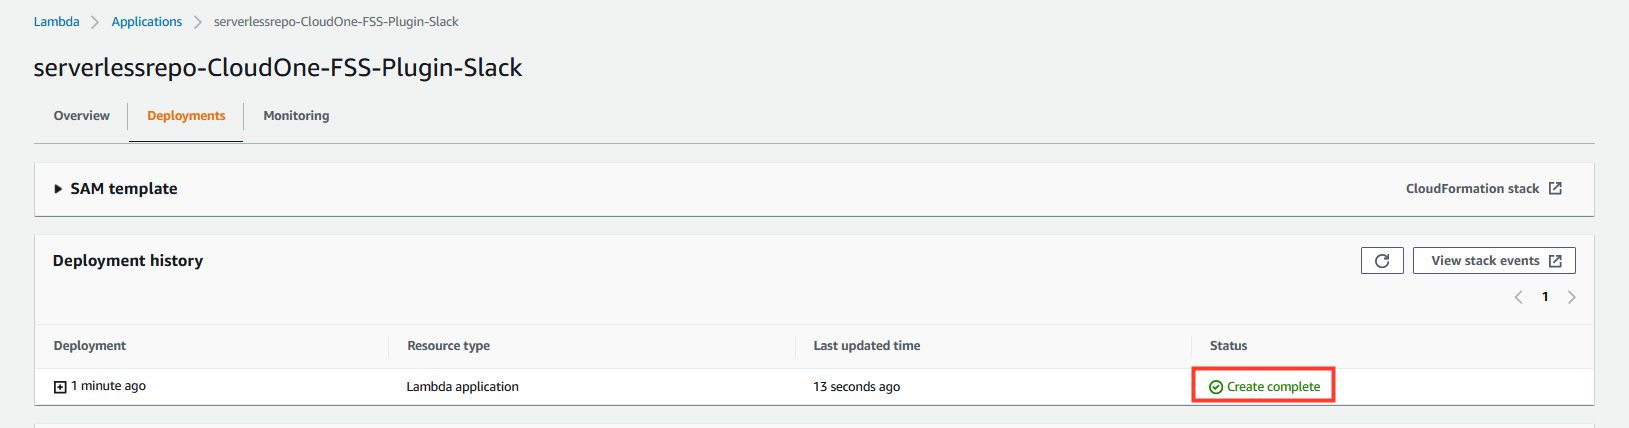 Lambda Applications serverlessrepo-CloudOne-FSS-Plugin-Slack
serverlessrepo-CloudOne-FSS-Plugin-Slack
Overview Deployments Monitoring
SAM template CloudFormation stack
Deployment history View stack events
1
Deployment Resource type Last updated time Status
1 minute ago Lambda application 13 seconds ago Create complete